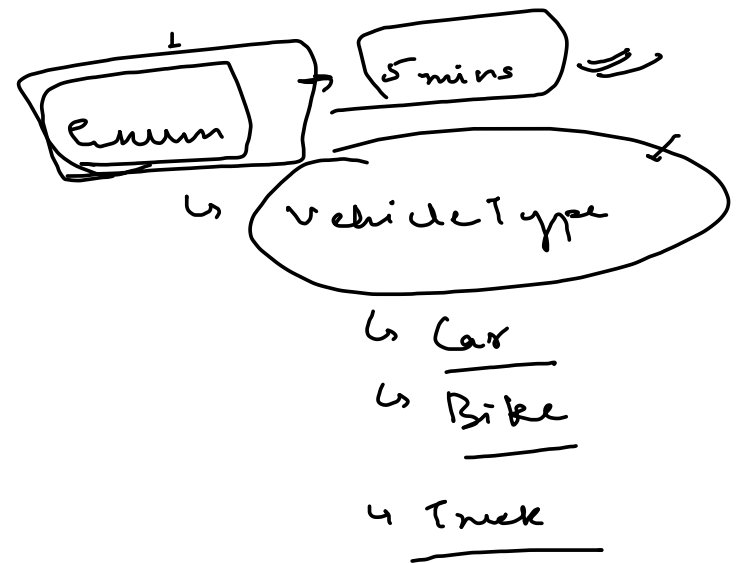 Enum → 5 mins
↳ VehicleType
↳ Car
↳ Bike
↳ Truck